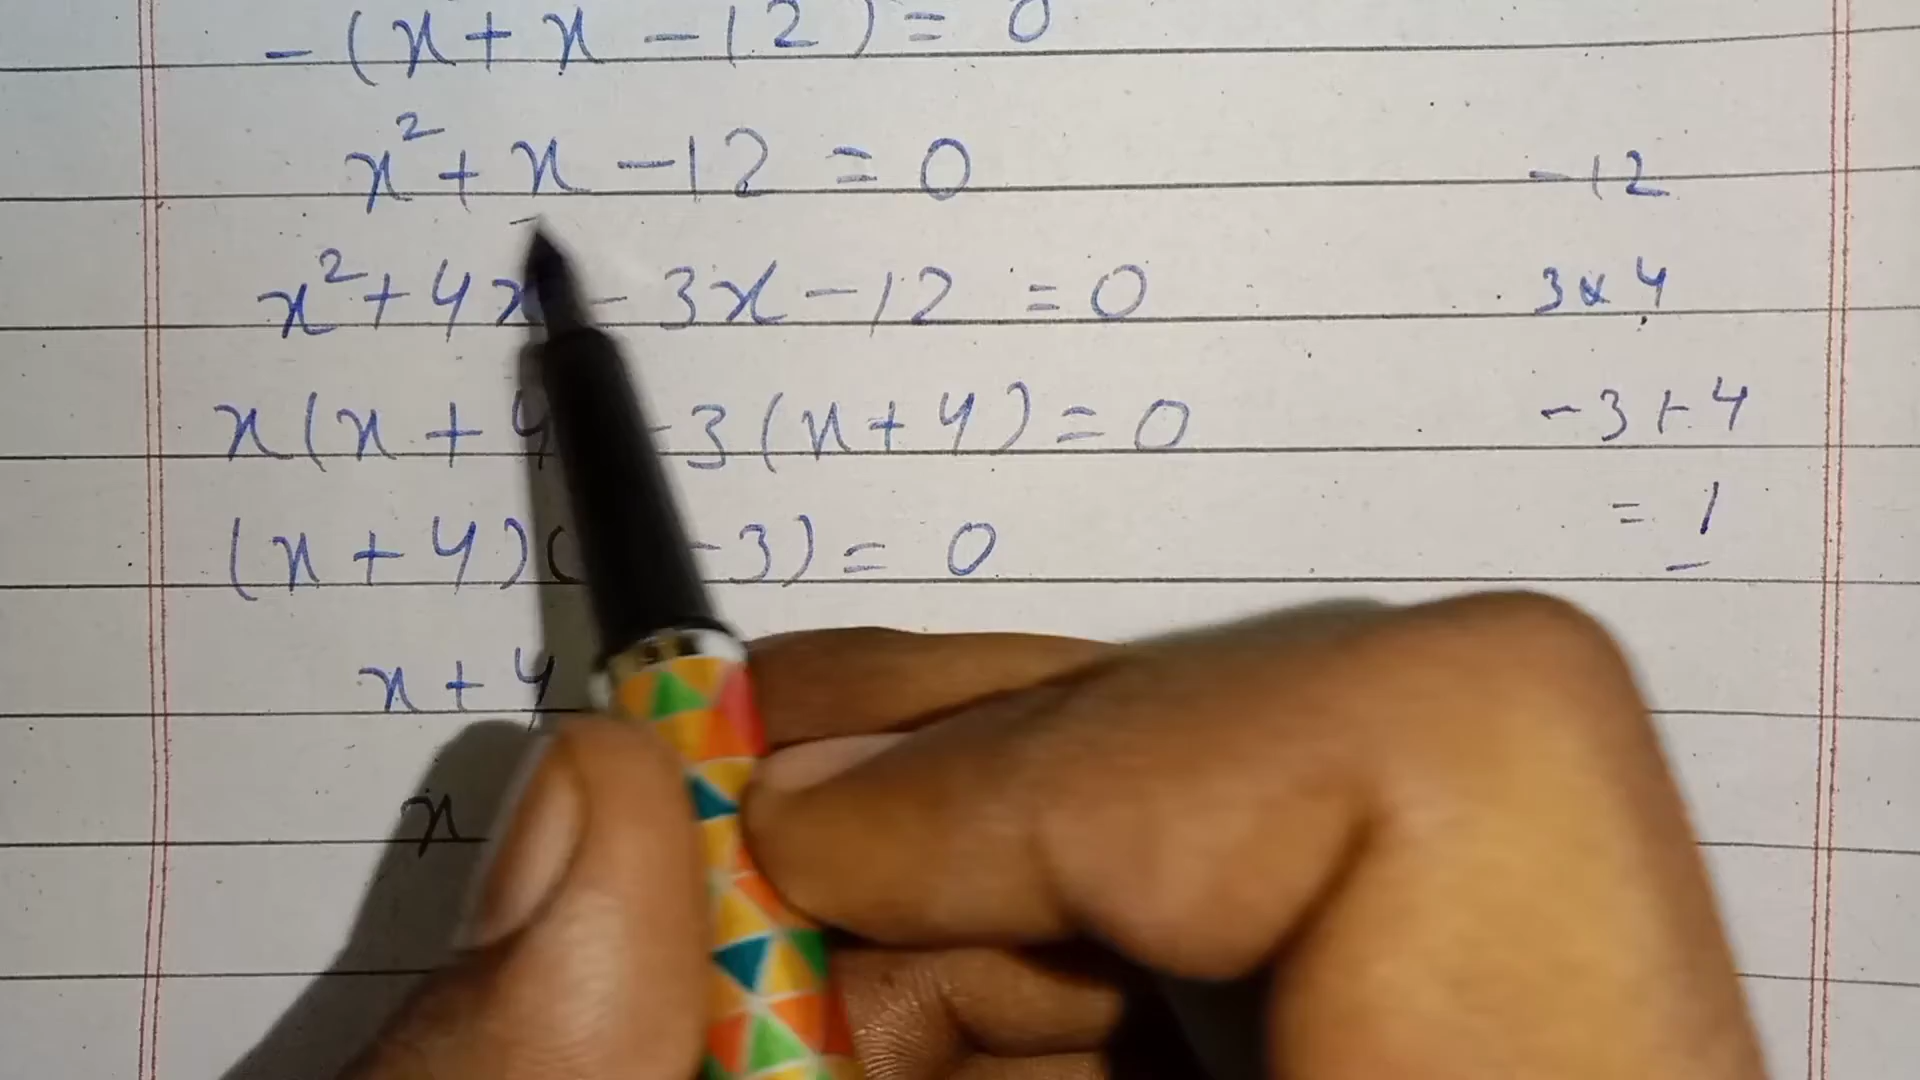 -(x + x - 12) = 0
x² + x - 12 = 0
-12
x² + 4x - 3x - 12 = 0
3 × 4
x(x + 4 - 3(x + 4) = 0
-3 + 4
(x + 4)( - 3) = 0
= 1
x + 4
x